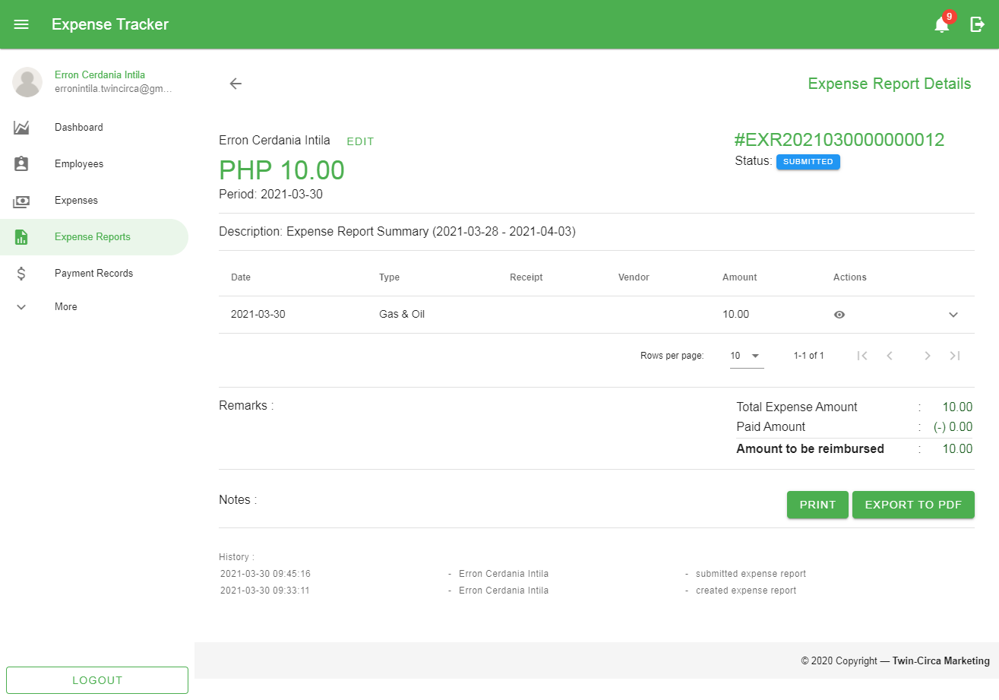 Expense Tracker
9
Erron Cerdania Intila
erronintila.twincirca@gm...
Dashboard
Employees
Expenses
Expense Reports
Payment Records
More
LOGOUT
Expense Report Details
Erron Cerdania Intila EDIT
PHP 10.00
Period: 2021-03-30
#EXR2021030000000012
Status: SUBMITTED
Description: Expense Report Summary (2021-03-28 - 2021-04-03)
Date Type Receipt Vendor Amount Actions
2021-03-30 Gas & Oil 10.00
Rows per page: 10 1-1 of 1
Remarks :
Total Expense Amount : 10.00
Paid Amount : (-) 0.00
Amount to be reimbursed : 10.00
Notes :
PRINT EXPORT TO PDF
History :
2021-03-30 09:45:16 - Erron Cerdania Intila - submitted expense report
2021-03-30 09:33:11 - Erron Cerdania Intila - created expense report
© 2020 Copyright — Twin-Circa Marketing